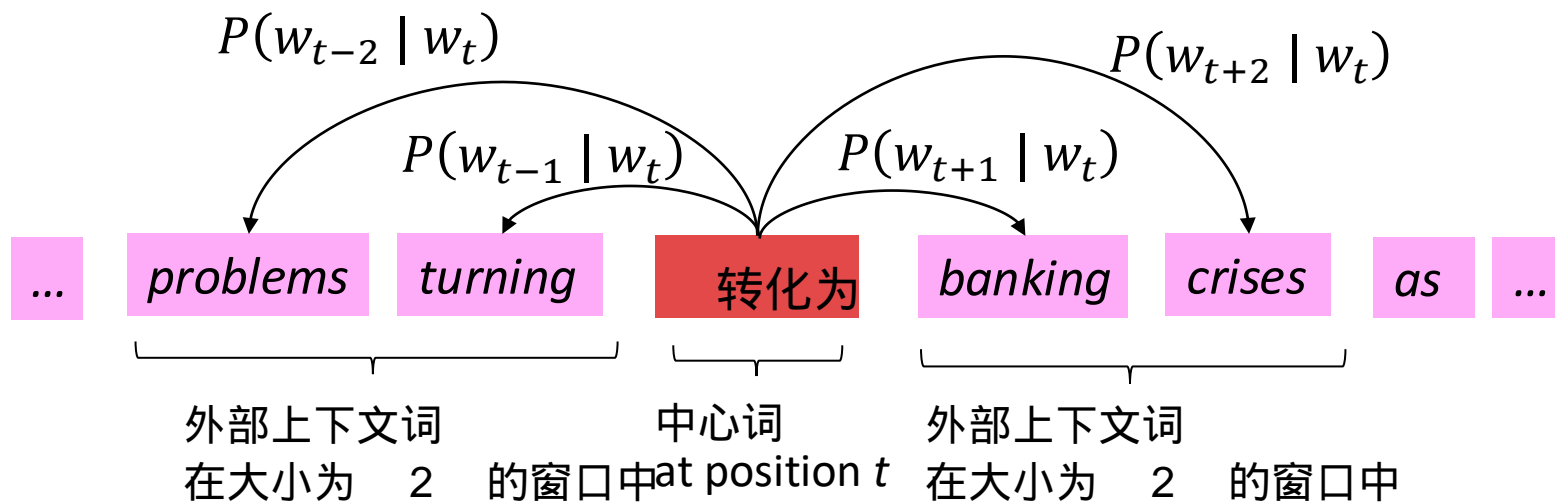 P(w_{t−2} | w_t)
P(w_{t+2} | w_t)
P(w_{t−1} | w_t)
P(w_{t+1} | w_t)
... problems turning 转化为 banking crises as ...
外部上下文词
在大小为 2 的窗口中
中心词
at position t
外部上下文词
在大小为 2 的窗口中